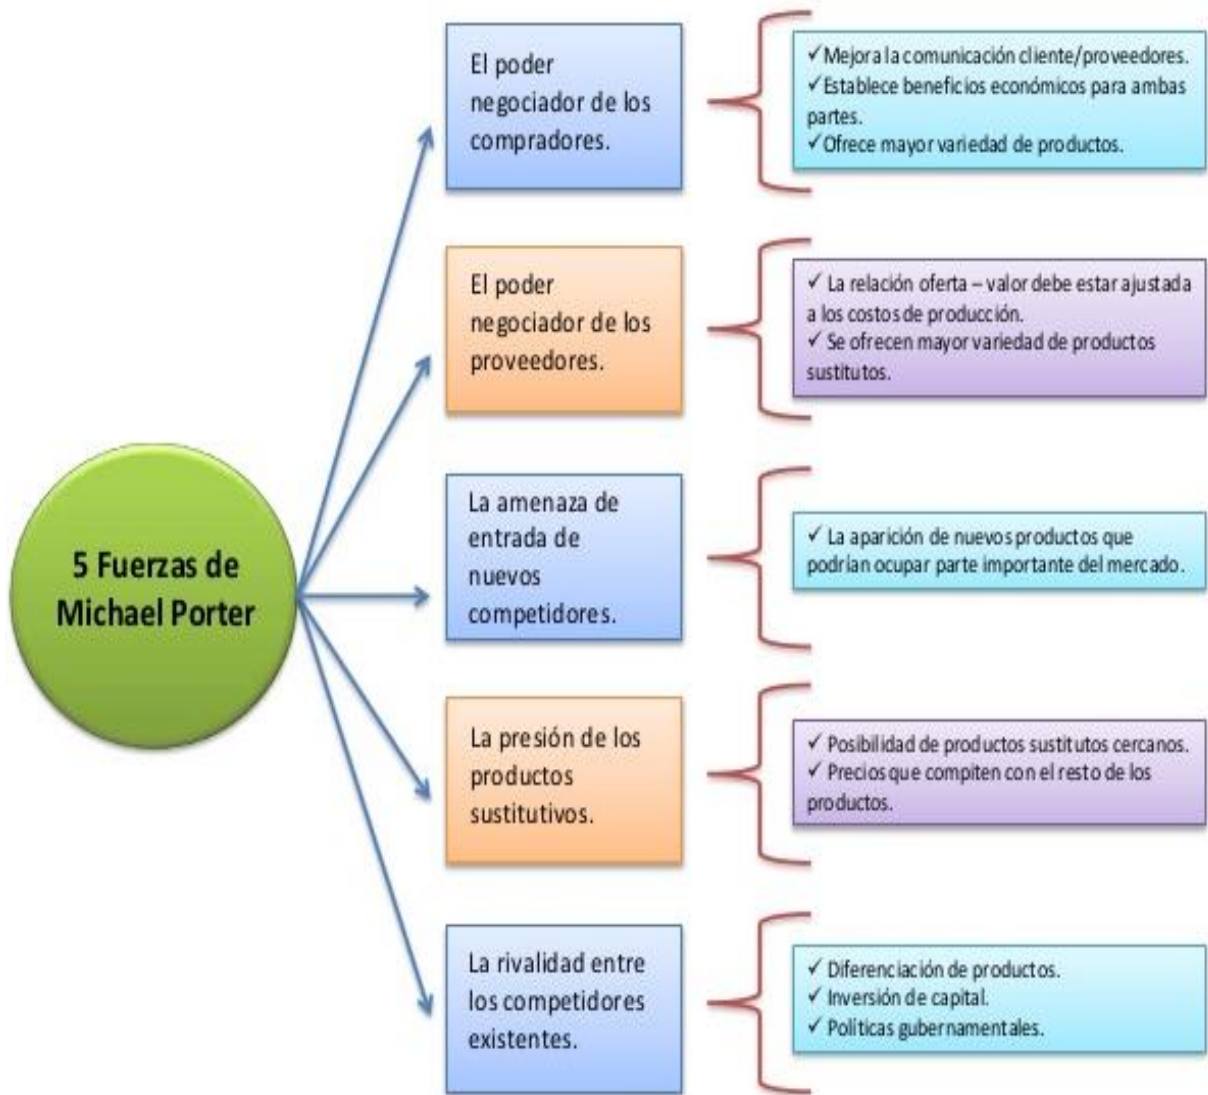 5 Fuerzas de
Michael Porter
El poder
negociador de los
compradores.
✓Mejora la comunicación cliente/proveedores.
✓Establece beneficios económicos para ambas
partes.
✓Ofrece mayor variedad de productos.
El poder
negociador de los
proveedores.
✓ La relación oferta – valor debe estar ajustada
a los costos de producción.
✓ Se ofrecen mayor variedad de productos
sustitutos.
La amenaza de
entrada de
nuevos
competidores.
✓ La aparición de nuevos productos que
podrían ocupar parte importante del mercado.
La presión de los
productos
sustitutivos.
✓ Posibilidad de productos sustitutos cercanos.
✓ Precios que compiten con el resto de los
productos.
La rivalidad entre
los competidores
existentes.
✓ Diferenciación de productos.
✓ Inversión de capital.
✓ Políticas gubernamentales.